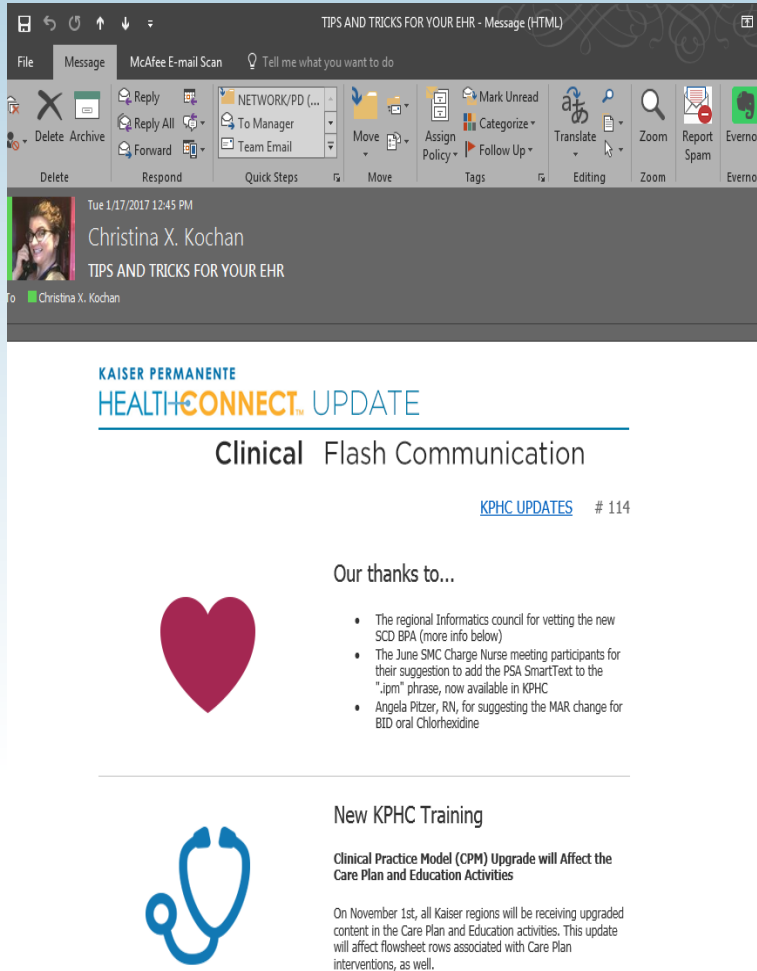 TIPS AND TRICKS FOR YOUR EHR - Message (HTML)
File Message McAfee E-mail Scan Tell me what you want to do
Delete Archive
Reply
Reply All
Forward
NETWORK/PD (...
To Manager
Team Email
Move
Assign
Policy
Mark Unread
Categorize
Follow Up
Translate
Zoom
Report
Spam
Everno
Delete Respond Quick Steps Move Tags Editing Zoom Everno
Tue 1/17/2017 12:45 PM
Christina X. Kochan
TIPS AND TRICKS FOR YOUR EHR
To Christina X. Kochan
KAISER PERMANENTE
HEALTHCONNECT™ UPDATE
Clinical Flash Communication
KPHC UPDATES # 114
Our thanks to...
• The regional Informatics council for vetting the new
SCD BPA (more info below)
• The June SMC Charge Nurse meeting participants for
their suggestion to add the PSA SmartText to the
".ipm" phrase, now available in KPHC
• Angela Pitzer, RN, for suggesting the MAR change for
BID oral Chlorhexidine
New KPHC Training
Clinical Practice Model (CPM) Upgrade will Affect the
Care Plan and Education Activities
On November 1st, all Kaiser regions will be receiving upgraded
content in the Care Plan and Education activities. This update
will affect flowsheet rows associated with Care Plan
interventions, as well.